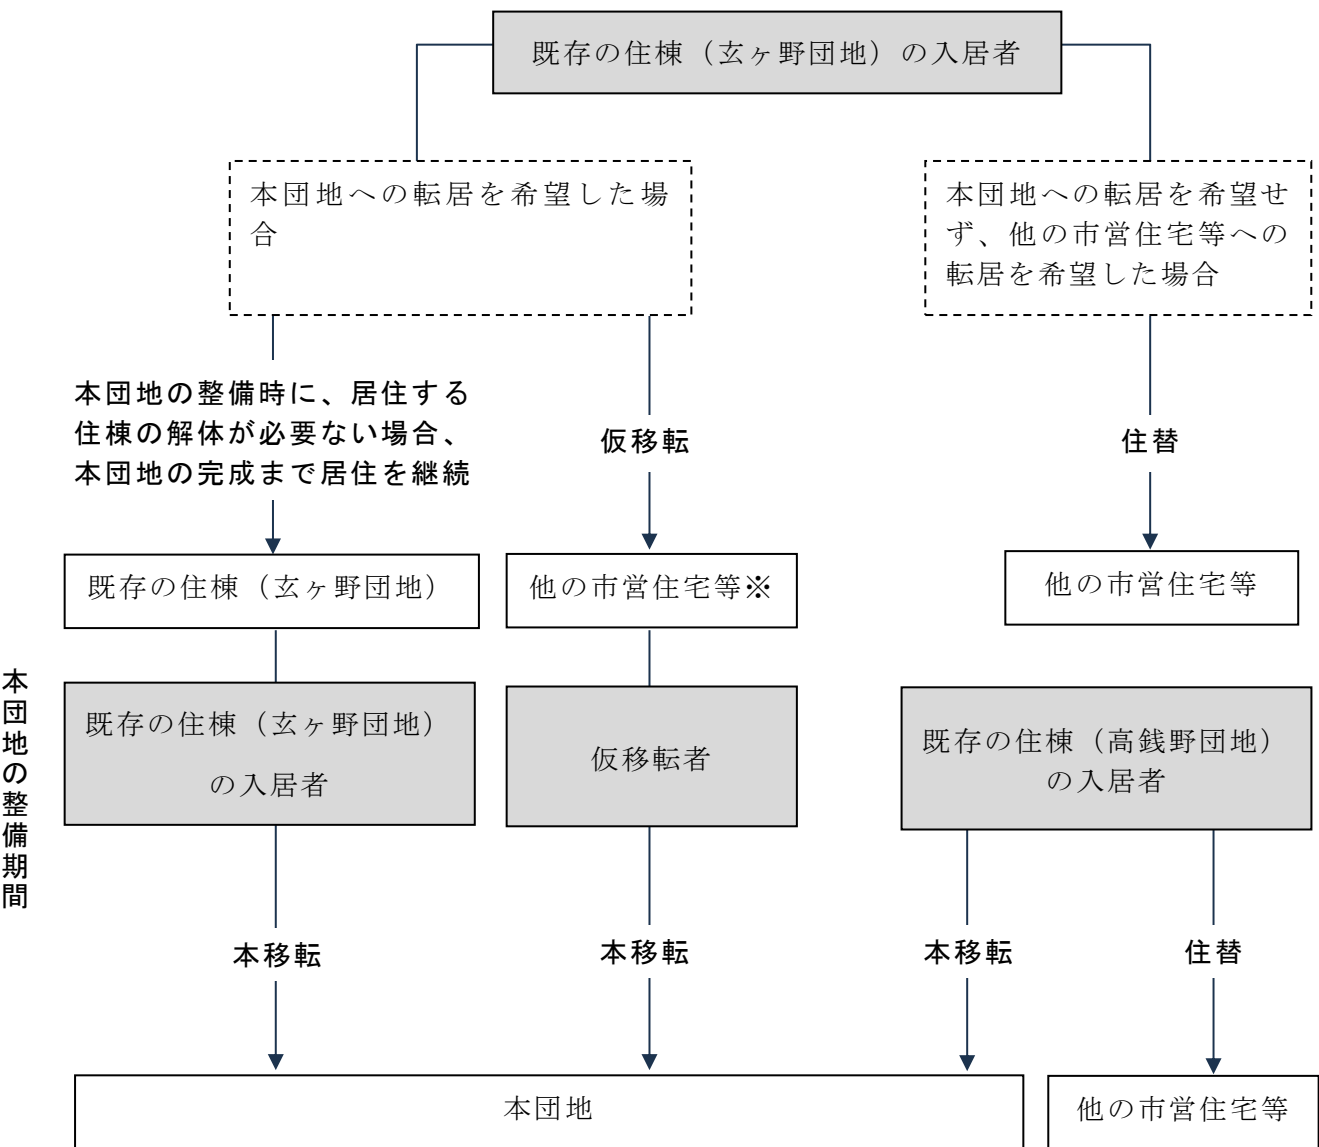 既存の住棟（玄ヶ野団地）の入居者
本団地への転居を希望した場
合
本団地への転居を希望せ
ず、他の市営住宅等への
転居を希望した場合
本団地の整備時に、居住する
住棟の解体が必要ない場合、
本団地の完成まで居住を継続
仮移転
住替
既存の住棟（玄ヶ野団地）
他の市営住宅等※
他の市営住宅等
本団地の整備期間
既存の住棟（玄ヶ野団地）
の入居者
仮移転者
既存の住棟（高銭野団地）
の入居者
本移転
本移転
本移転
住替
本団地
他の市営住宅等